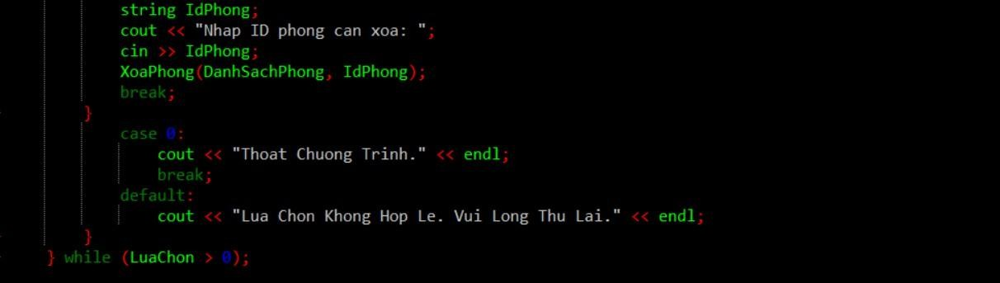 string IdPhong;
cout << "Nhap ID phong can xoa: ";
cin >> IdPhong;
XoaPhong(DanhSachPhong, IdPhong);
break;
}
case 0:
cout << "Thoat Chuong Trinh." << endl;
break;
default:
cout << "Lua Chon Khong Hop Le. Vui Long Thu Lai." << endl;
}
} while (LuaChon > 0);